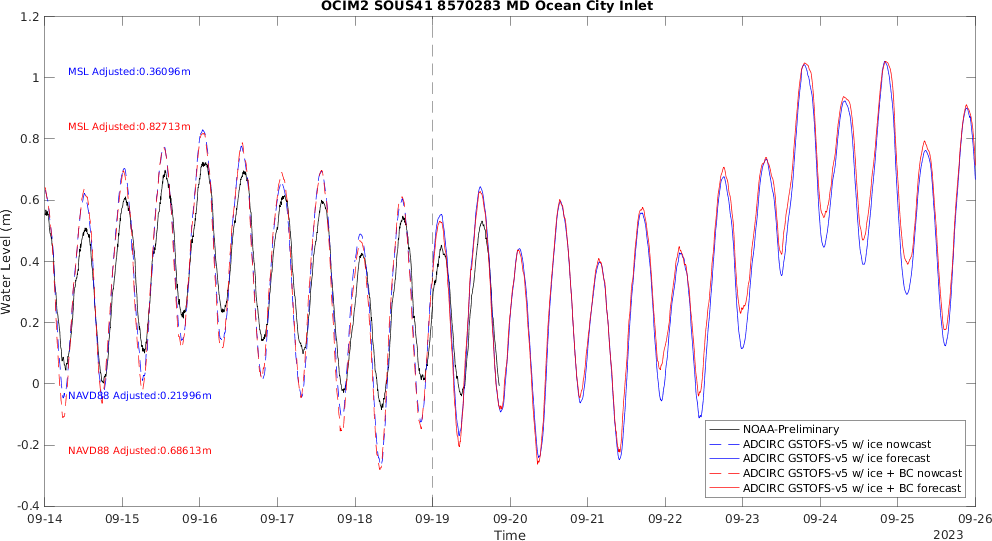 OCIM2 SOUS41 8570283 MD Ocean City Inlet
1.2
1
0.8
0.6
0.4
0.2
0
-0.2
-0.4
Water Level (m)
MSL Adjusted:0.36096m
MSL Adjusted:0.82713m
NAVD88 Adjusted:0.21996m
NAVD88 Adjusted:0.68613m
NOAA-Preliminary
ADCIRC GSTOFS-v5 w/ ice nowcast
ADCIRC GSTOFS-v5 w/ ice forecast
ADCIRC GSTOFS-v5 w/ ice + BC nowcast
ADCIRC GSTOFS-v5 w/ ice + BC forecast
09-14 09-15 09-16 09-17 09-18 09-19 09-20 09-21 09-22 09-23 09-24 09-25 09-26
Time
2023